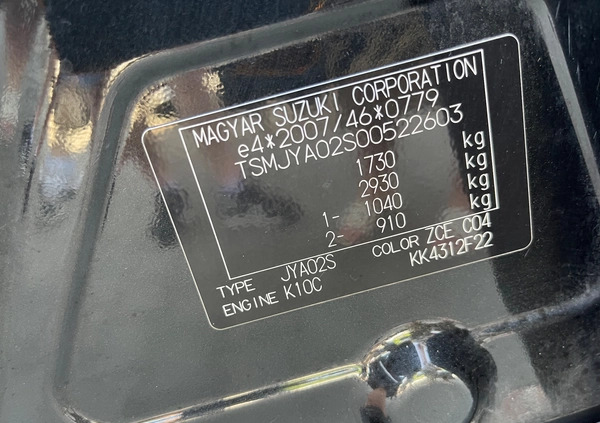 MAGYAR SUZUKI CORPORATION
e4*2007/46*0779
TSMJYA02S00522603
1730 kg
2930 kg
1- 1040 kg
2- 910
TYPE JYA02S COLOR ZCE C04
ENGINE K10C KK4312F22